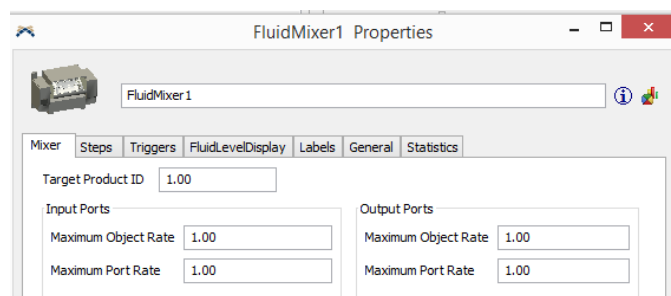 FluidMixer1 Properties
FluidMixer1
Mixer Steps Triggers FluidLevelDisplay Labels General Statistics
Target Product ID 1.00
Input Ports Output Ports
Maximum Object Rate 1.00 Maximum Object Rate 1.00
Maximum Port Rate 1.00 Maximum Port Rate 1.00